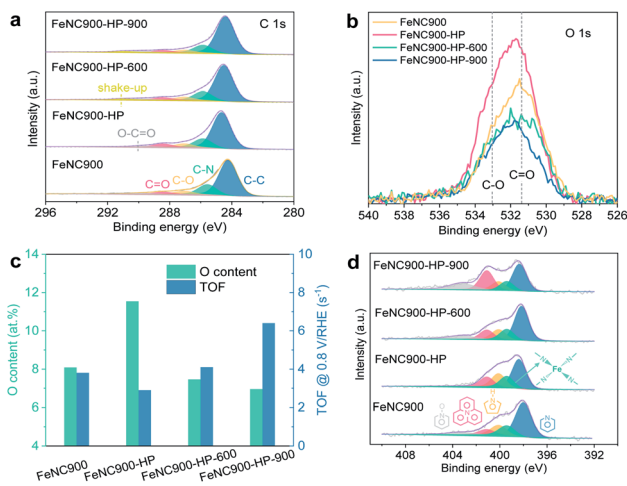 a
C 1s
FeNC900-HP-900
FeNC900-HP-600
shake-up
FeNC900-HP
O-C=O
FeNC900
C=O
C-O
C-N
C-C
Intensity (a.u.)
296 292 288 284 280
Binding energy (eV)
b
O 1s
FeNC900
FeNC900-HP
FeNC900-HP-600
FeNC900-HP-900
C-O
C=O
Intensity (a.u.)
540 538 536 534 532 530 528 526
Binding energy (eV)
c
O content
TOF
O content (at.%)
14
12
10
8
6
4
TOF @ 0.8 V/RHE (s⁻¹)
10
8
6
4
2
0
FeNC900
FeNC900-HP
FeNC900-HP-600
FeNC900-HP-900
d
FeNC900-HP-900
FeNC900-HP-600
FeNC900-HP
N N
Fe
N N
FeNC900
Intensity (a.u.)
408 404 400 396 392
Binding energy (eV)